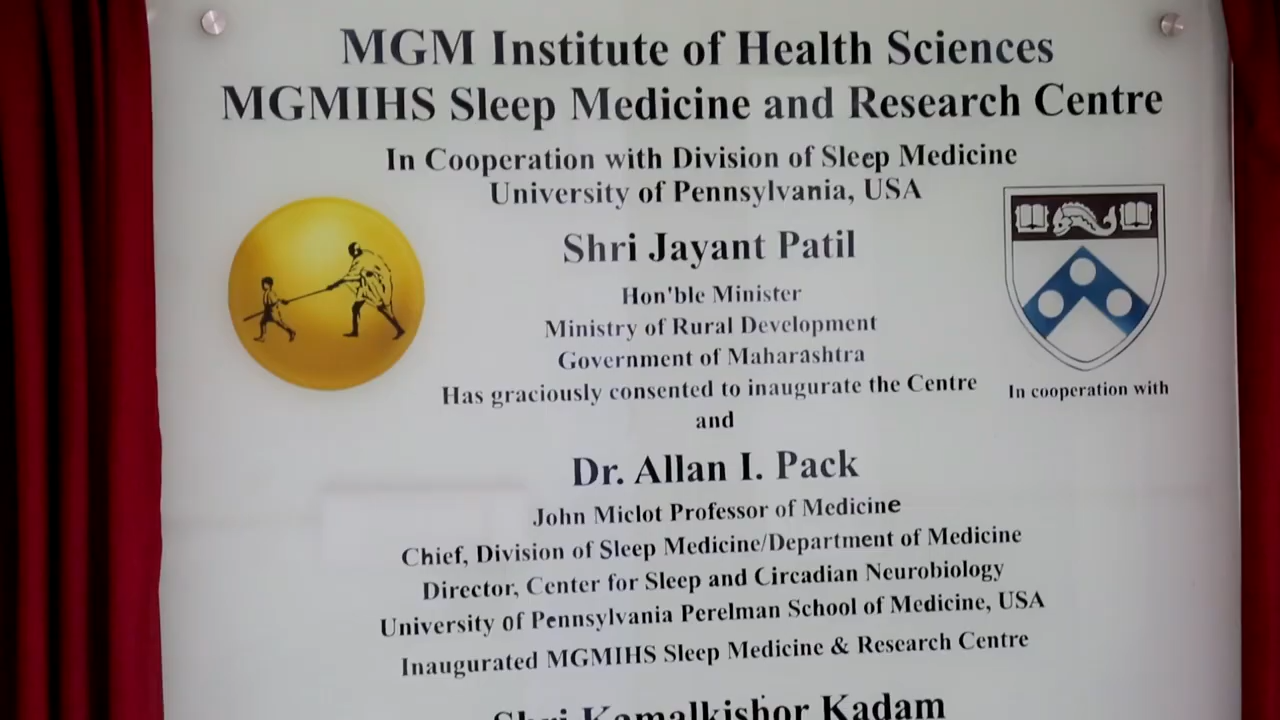 MGM Institute of Health Sciences
MGMIHS Sleep Medicine and Research Centre
In Cooperation with Division of Sleep Medicine
University of Pennsylvania, USA
Shri Jayant Patil
Hon'ble Minister
Ministry of Rural Development
Government of Maharashtra
Has graciously consented to inaugurate the Centre
In cooperation with
and
Dr. Allan I. Pack
John Miclot Professor of Medicine
Chief, Division of Sleep Medicine/Department of Medicine
Director, Center for Sleep and Circadian Neurobiology
University of Pennsylvania Perelman School of Medicine, USA
Inaugurated MGMIHS Sleep Medicine & Research Centre
Shri Kamalkishor Kadam